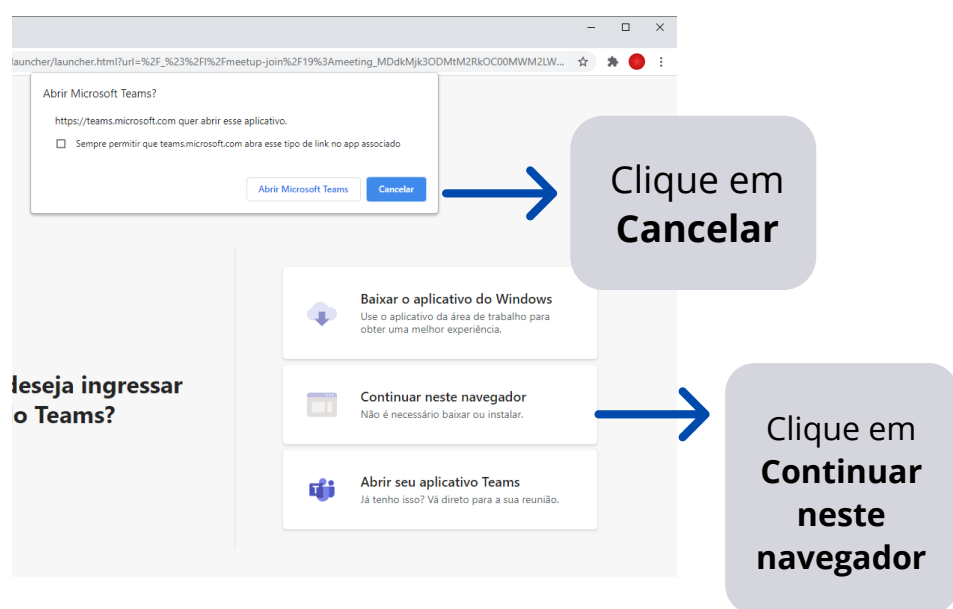 launcher/launcher.html?url=%2F_%23%2Fl%2Fmeetup-join%2F19%3Ameeting_MDdkMjk3ODMtM2RkOC00MWM2LW...
Abrir Microsoft Teams?
https://teams.microsoft.com quer abrir esse aplicativo.
Sempre permitir que teams.microsoft.com abra esse tipo de link no app associado
Abrir Microsoft Teams
Cancelar
Clique em
Cancelar
Baixar o aplicativo do Windows
Use o aplicativo da área de trabalho para
obter uma melhor experiência.
deseja ingressar
o Teams?
Continuar neste navegador
Não é necessário baixar ou instalar.
Clique em
Continuar
neste
navegador
Abrir seu aplicativo Teams
Já tenho isso? Vá direto para a sua reunião.